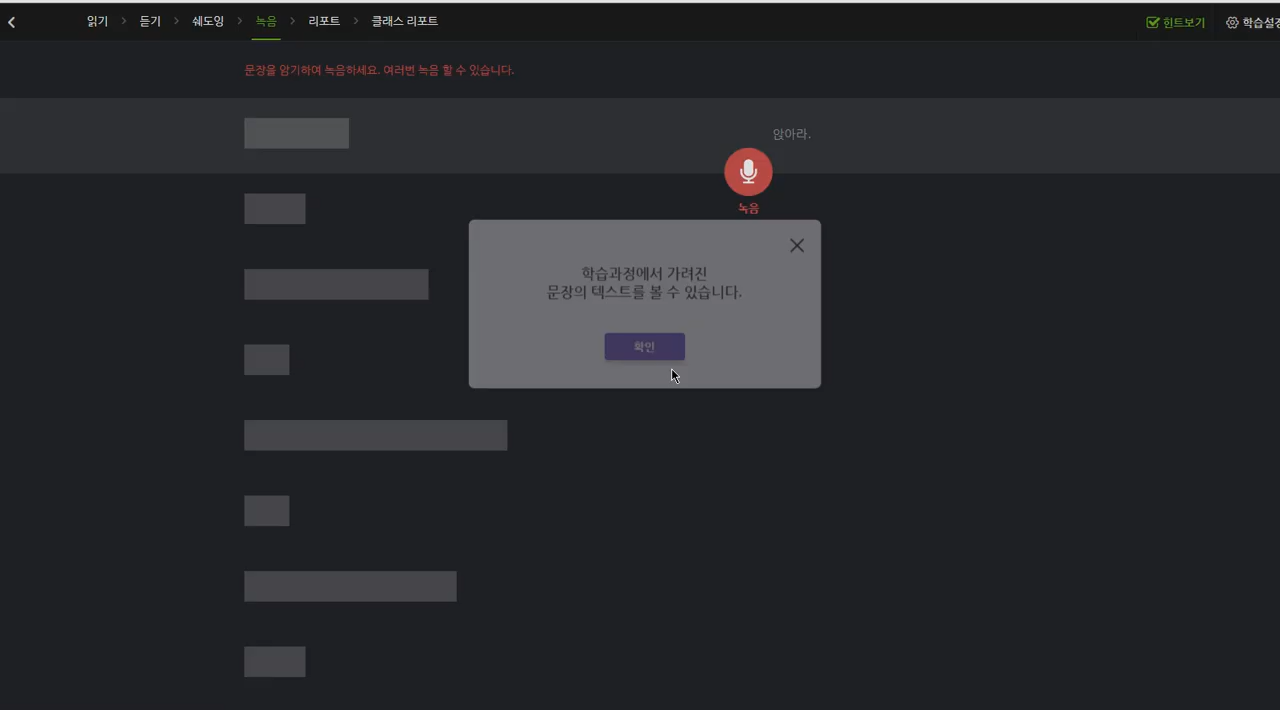 읽기 듣기 쉐도잉 녹음 리포트 클래스 리포트 힌트보기 학습설정
문장을 암기하여 녹음하세요. 여러번 녹음 할 수 있습니다.
앉아라.
녹음
학습과정에서 가려진
문장의 텍스트를 볼 수 있습니다.
확인